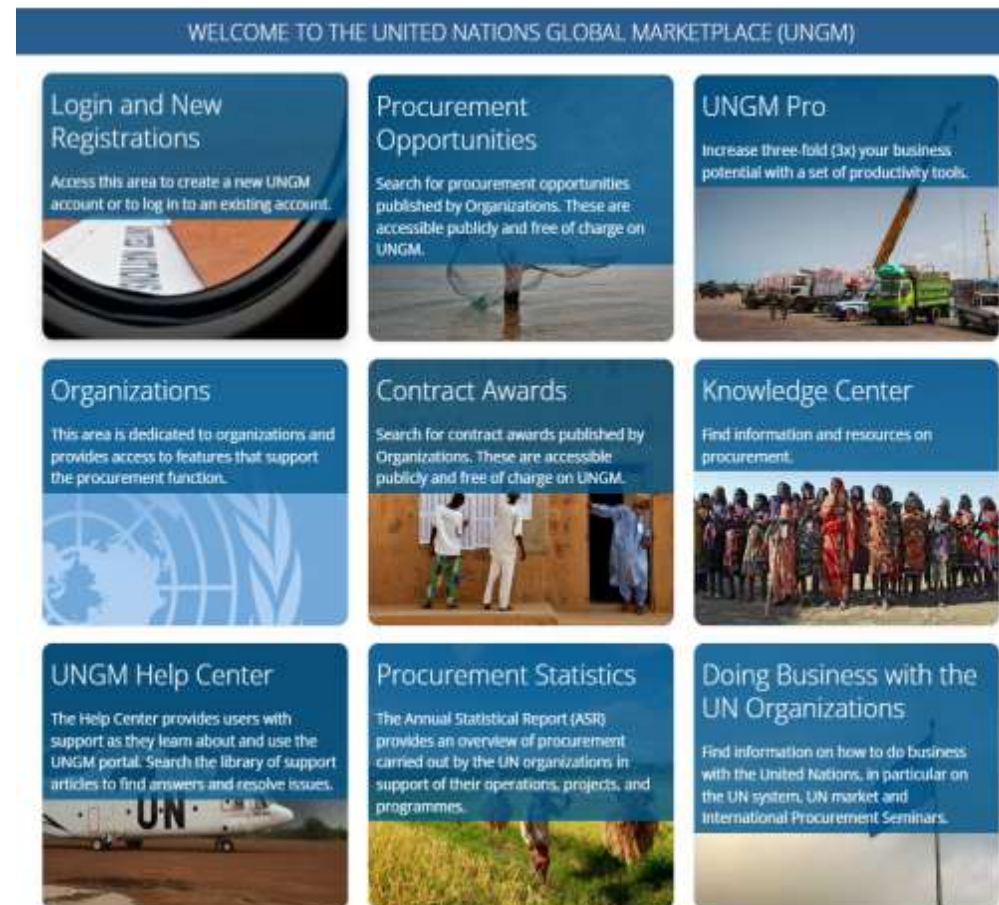 WELCOME TO THE UNITED NATIONS GLOBAL MARKETPLACE (UNGM)
Login and New
Registrations
Access this area to create a new UNGM
account or to log in to an existing account.
Procurement
Opportunities
Search for procurement opportunities
published by Organizations. These are
accessible publicly and free of charge on
UNGM.
UNGM Pro
Increase three-fold (3x) your business
potential with a set of productivity tools.
Organizations
This area is dedicated to organizations and
provides access to features that support
the procurement function.
Contract Awards
Search for contract awards published by
Organizations. These are accessible
publicly and free of charge on UNGM.
Knowledge Center
Find information and resources on
procurement.
UNGM Help Center
The Help Center provides users with
support as they learn about and use the
UNGM portal. Search the library of support
articles to find answers and resolve issues.
UN
Procurement Statistics
The Annual Statistical Report (ASR)
provides an overview of procurement
carried out by the UN organizations in
support of their operations, projects, and
programmes.
Doing Business with the
UN Organizations
Find information on how to do business
with the United Nations, in particular on
the UN system, UN market and
International Procurement Seminars.